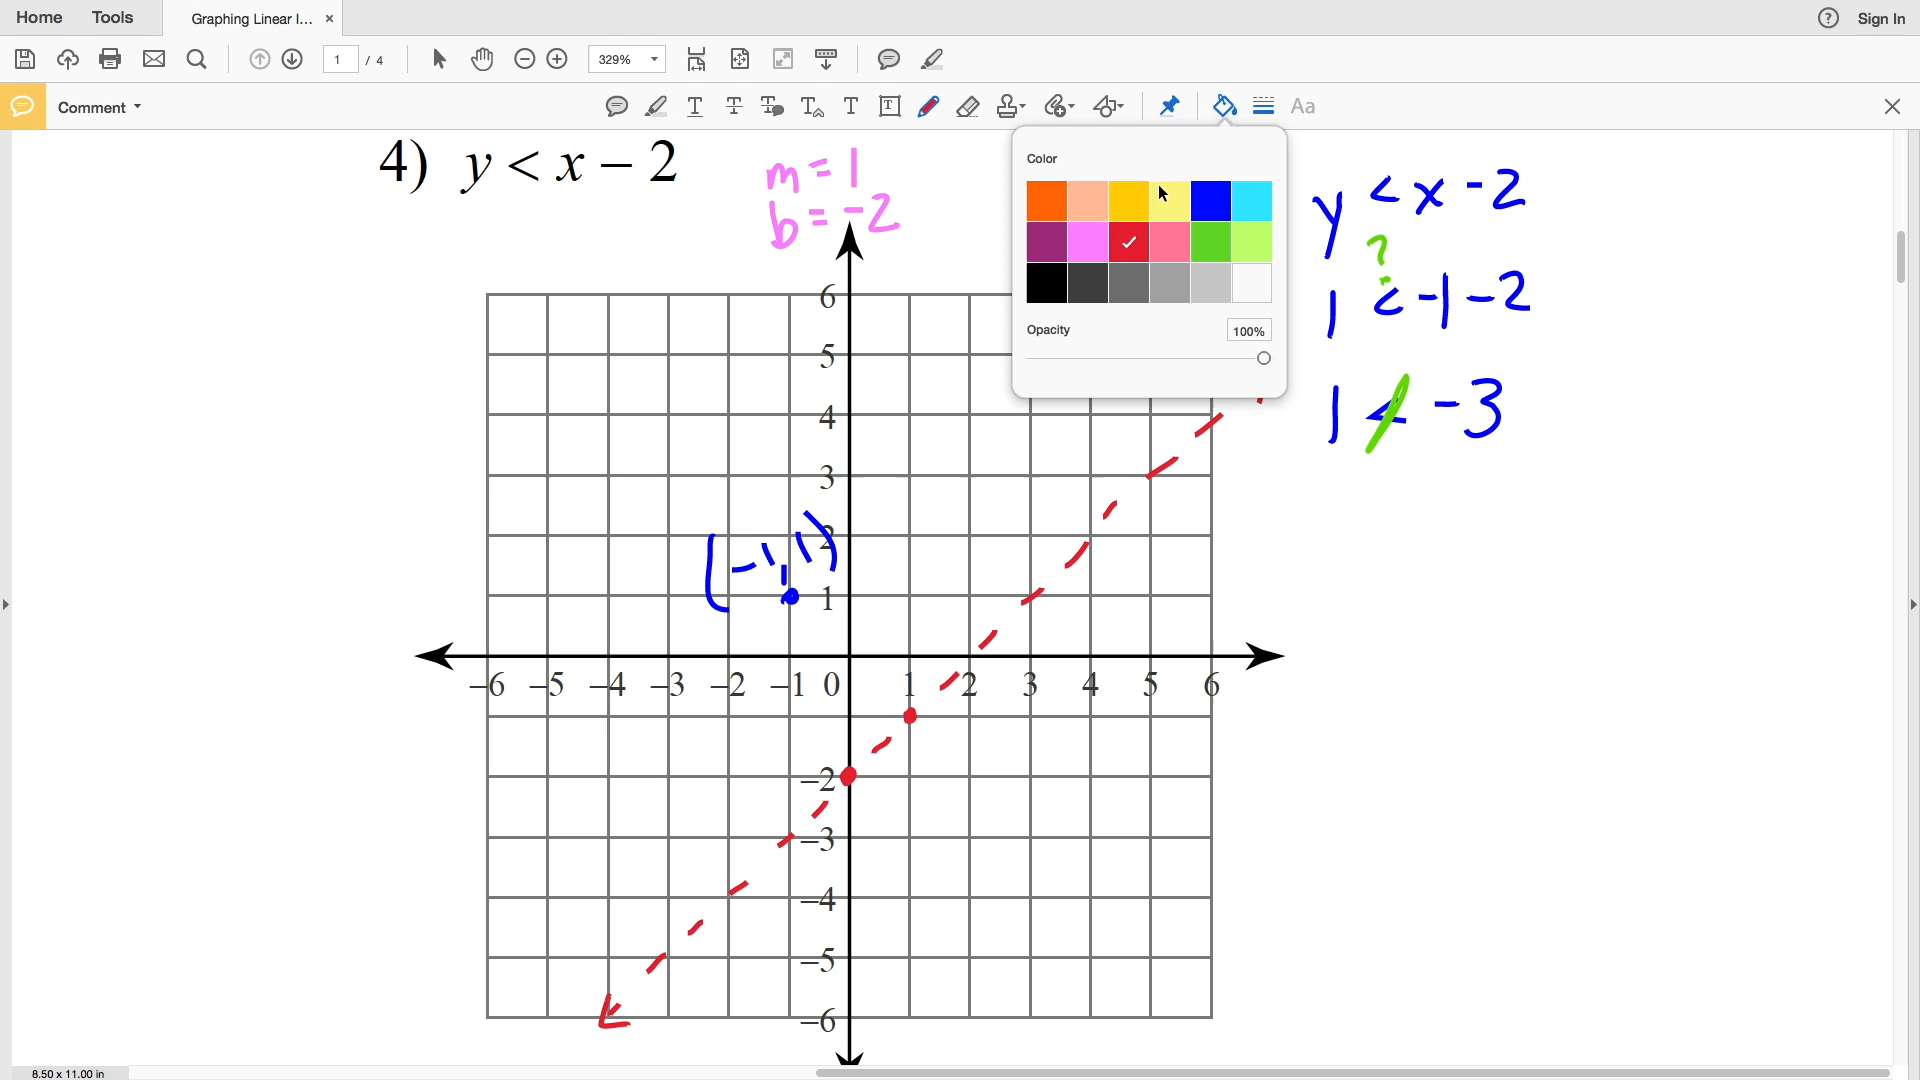 Home Tools Graphing Linear I... × ? Sign In
1 / 4 329%
Comment T T T T T T Aa
4) y < x − 2
m = 1
b = -2
Color
Opacity 100%
y < x - 2
?
1 < -1 - 2
1 ≮ -3
6
5
4
3
2
(-1, 1)
1
−6 −5 −4 −3 −2 −1 0 1 2 3 4 5 6
−2
−3
−4
−5
−6
8.50 x 11.00 in